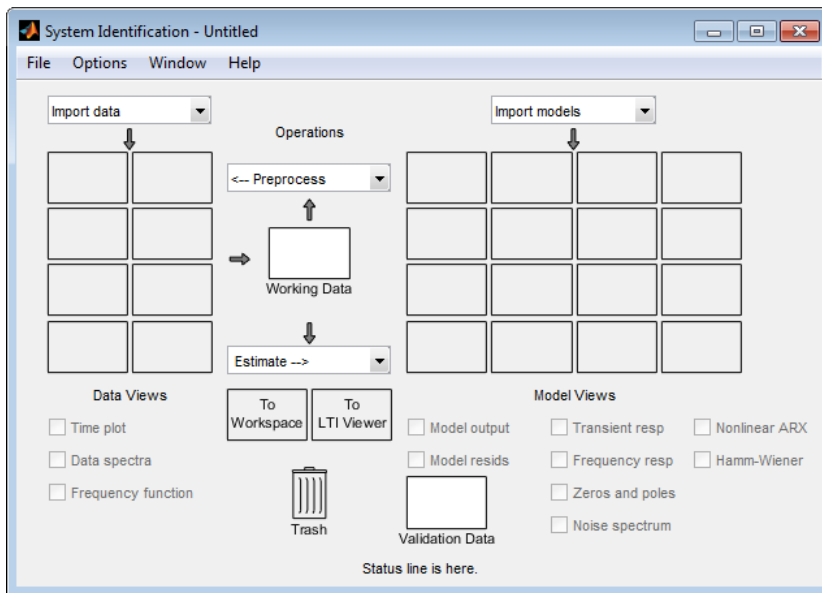 System Identification - Untitled
File Options Window Help
Import data
Import models
Operations
<-- Preprocess
Working Data
Estimate -->
Data Views
Model Views
To
Workspace
To
LTI Viewer
Time plot
Data spectra
Frequency function
Model output
Model resids
Transient resp
Frequency resp
Zeros and poles
Noise spectrum
Nonlinear ARX
Hamm-Wiener
Trash
Validation Data
Status line is here.